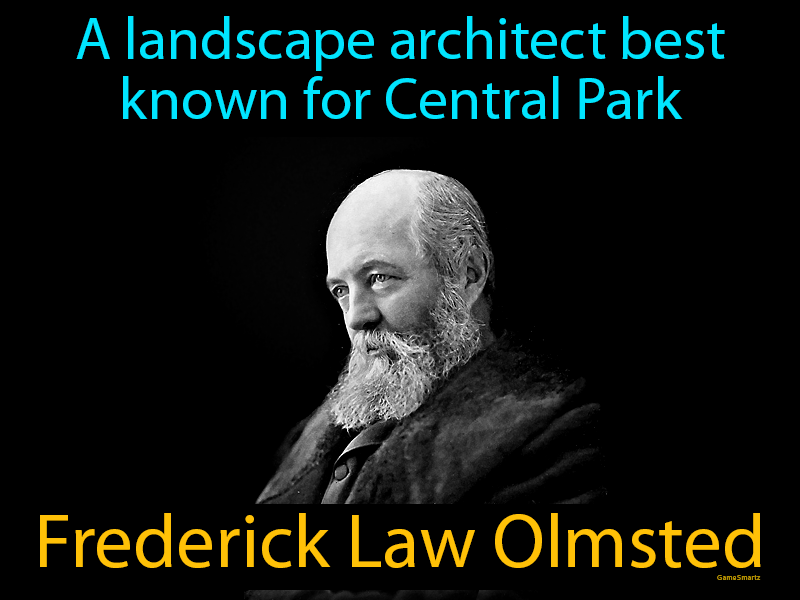 A landscape architect best
known for Central Park
Frederick Law Olmsted
GameSmartz